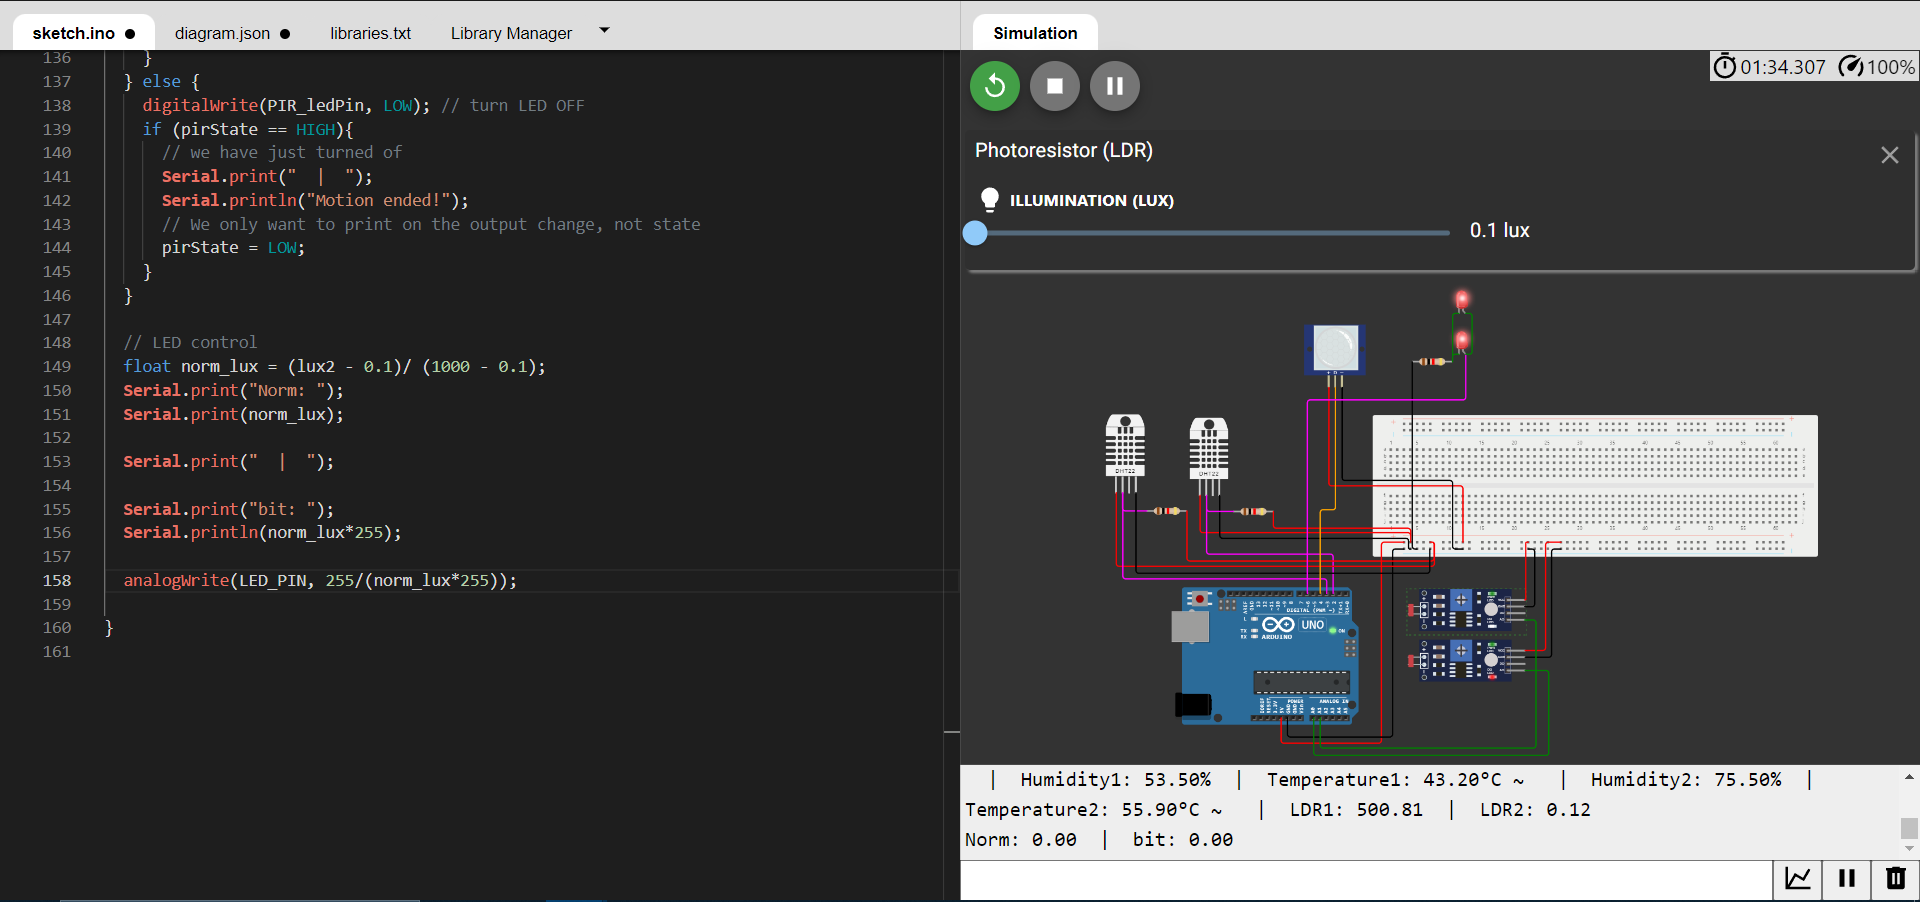 sketch.ino ● diagram.json ● libraries.txt Library Manager
Simulation
136 }
137 } else {
138 digitalWrite(PIR_ledPin, LOW); // turn LED OFF
139 if (pirState == HIGH){
140 // we have just turned of
141 Serial.print("  |  ");
142 Serial.println("Motion ended!");
143 // We only want to print on the output change, not state
144 pirState = LOW;
145 }
146 }
147
148 // LED control
149 float norm_lux = (lux2 - 0.1)/ (1000 - 0.1);
150 Serial.print("Norm: ");
151 Serial.print(norm_lux);
152
153 Serial.print("  |  ");
154
155 Serial.print("bit: ");
156 Serial.println(norm_lux*255);
157
158 analogWrite(LED_PIN, 255/(norm_lux*255));
159
160 }
161
01:34.307 100%
Photoresistor (LDR)
ILLUMINATION (LUX)
0.1 lux
DHT22
DHT22
DIGITAL (PWM ~)
UNO
ON
TX
RX
ARDUINO
POWER
ANALOG IN
| Humidity1: 53.50% | Temperature1: 43.20°C ~ | Humidity2: 75.50% |
Temperature2: 55.90°C ~ | LDR1: 500.81 | LDR2: 0.12
Norm: 0.00 | bit: 0.00